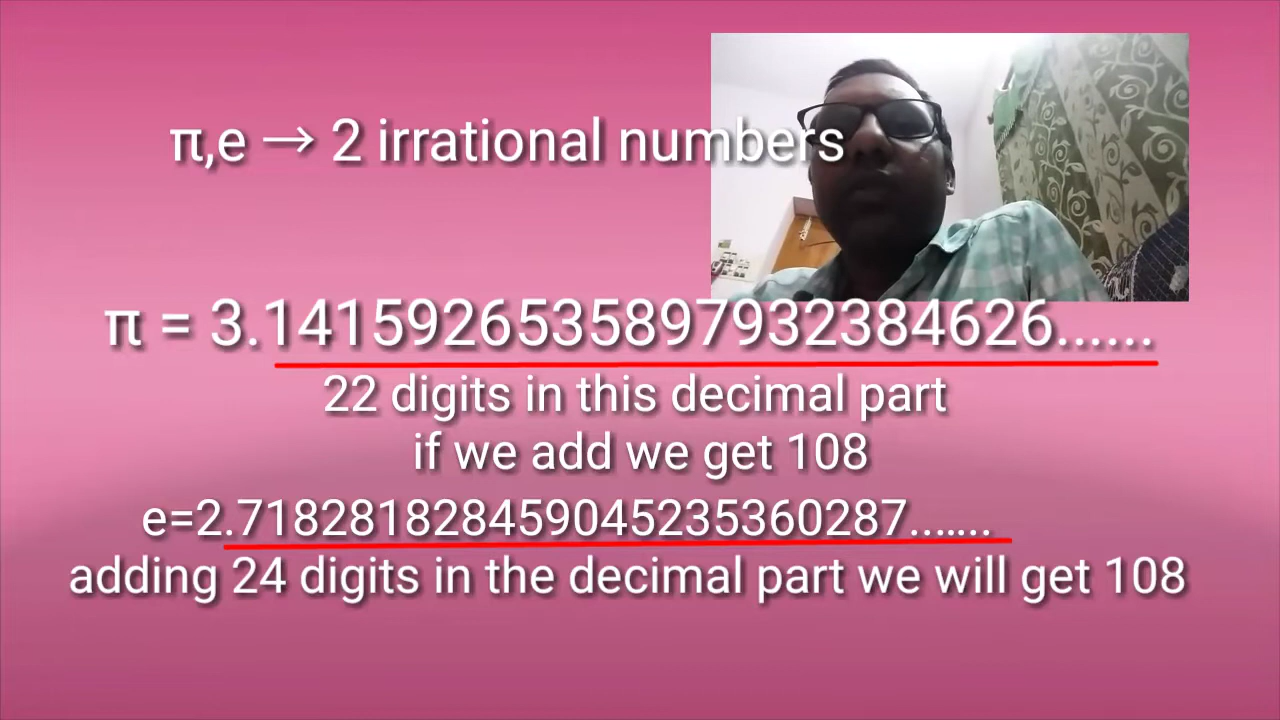 π,e → 2 irrational numbers
π = 3.1415926535897932384626......
22 digits in this decimal part
if we add we get 108
e=2.718281828459045235360287.......
adding 24 digits in the decimal part we will get 108